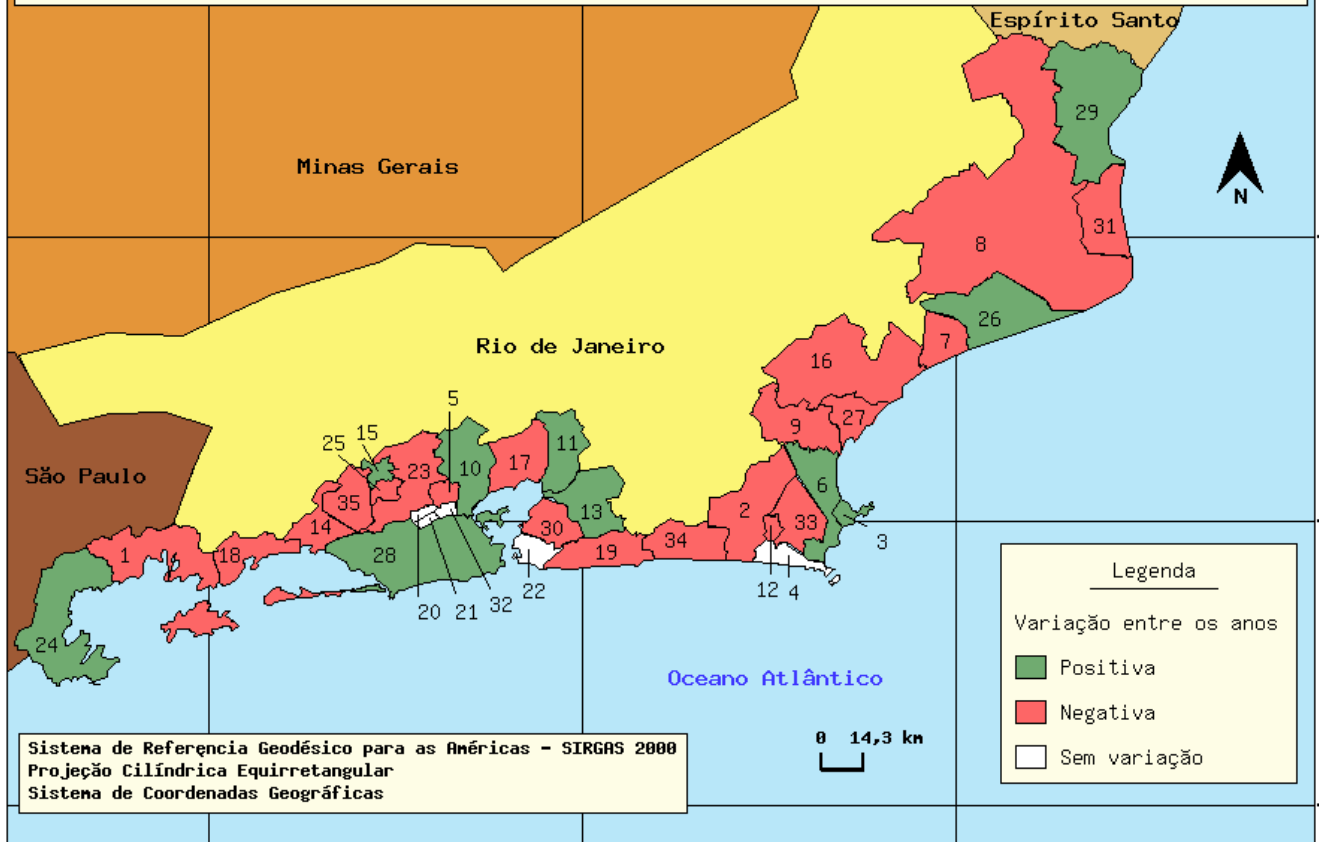 Espírito Santo
29
Minas Gerais
N
31
8
26
7
Rio de Janeiro
16
5
15
25
11
9
27
17
23
10
São Paulo
35
6
13
2
14
30
33
1
18
28
19
34
3
12
4
22
32
20
21
24
Legenda
Variação entre os anos
Positiva
Negativa
Sem variação
Oceano Atlântico
0 14,3 km
Sistema de Referência Geodésico para as Américas - SIRGAS 2000
Projeção Cilíndrica Equirretangular
Sistema de Coordenadas Geográficas